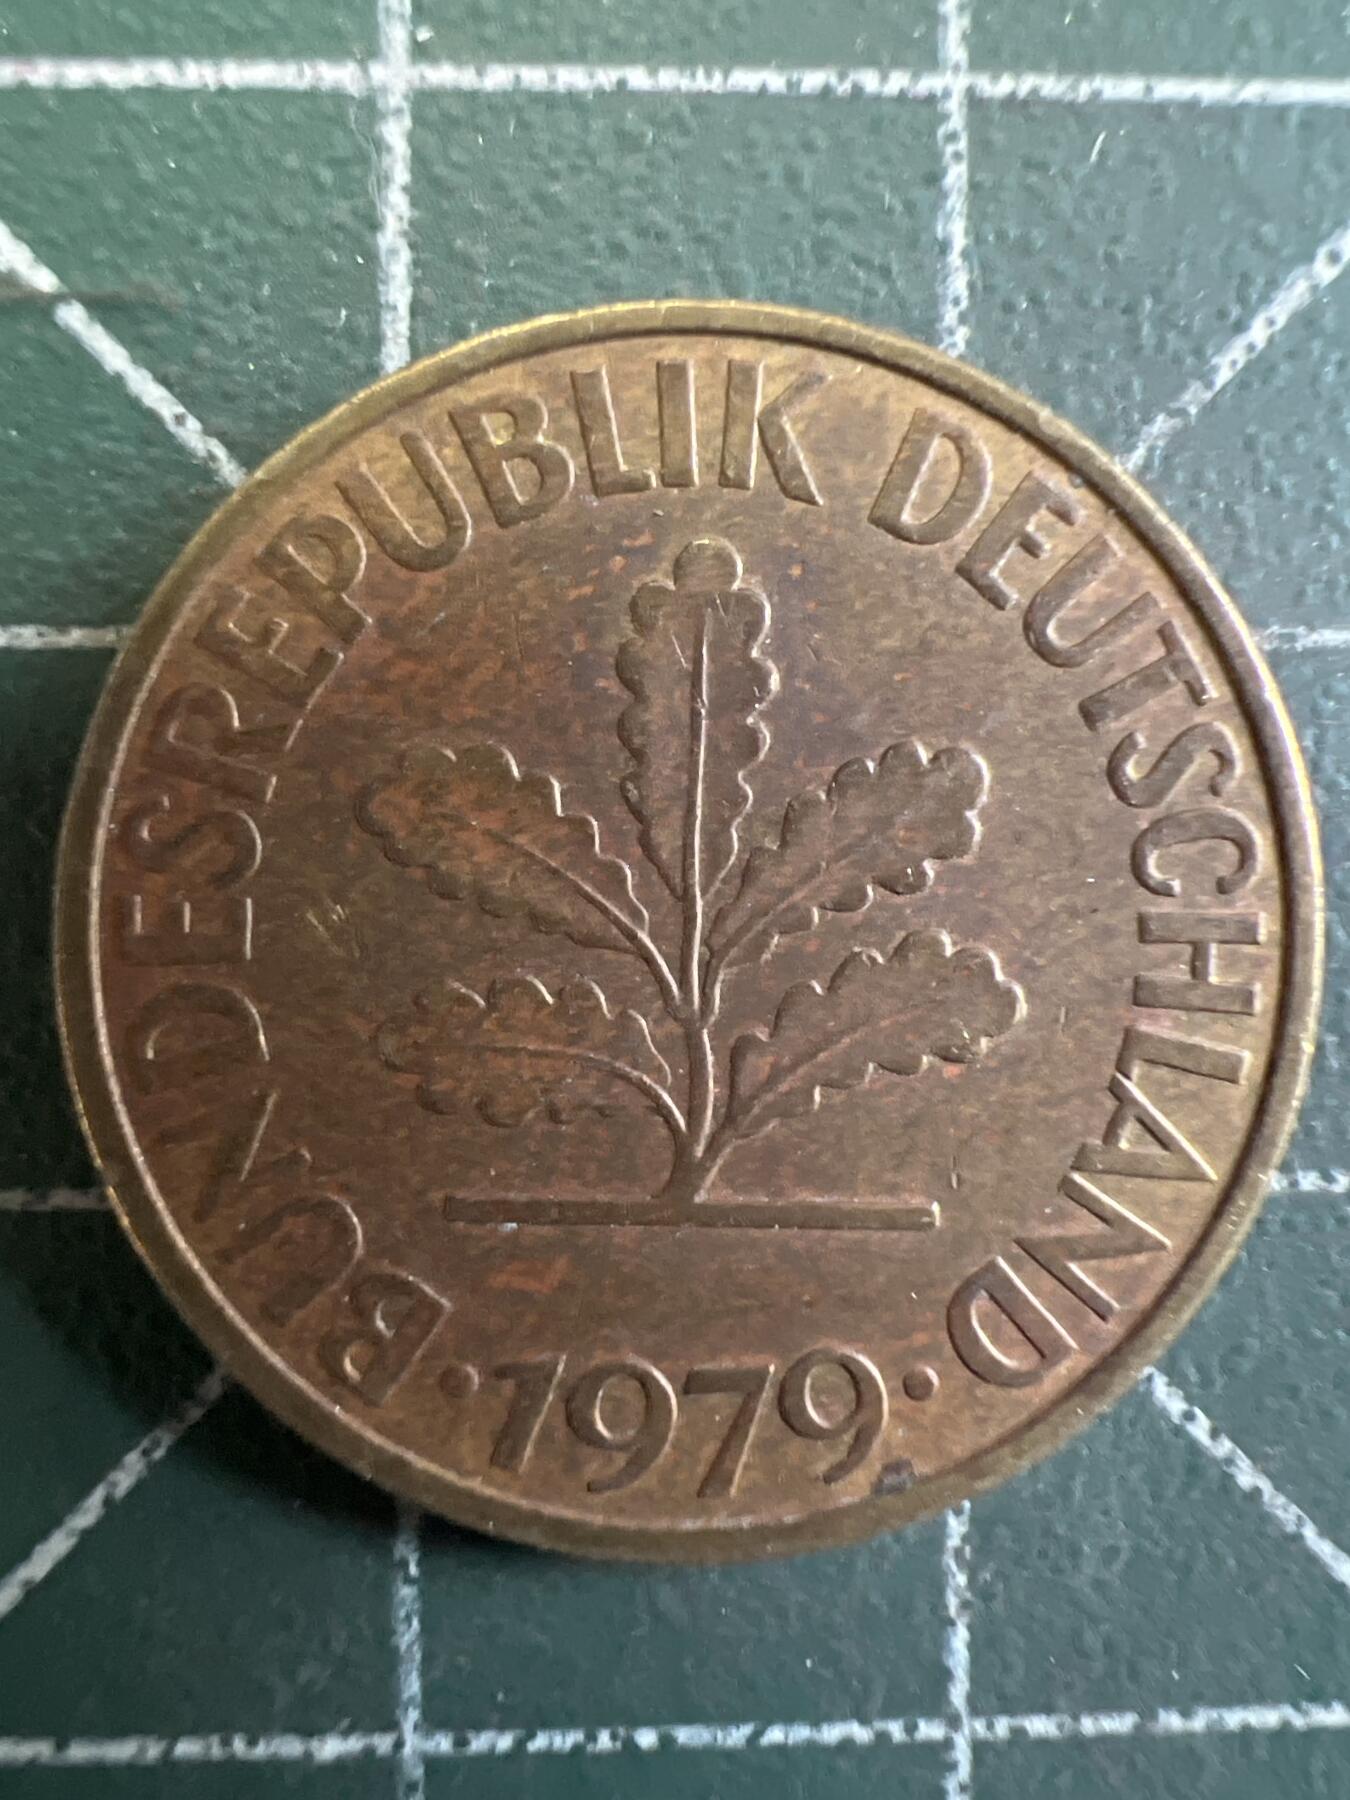 BUNDESREPUBLIK DEUTSCHLAND
· 1979 ·